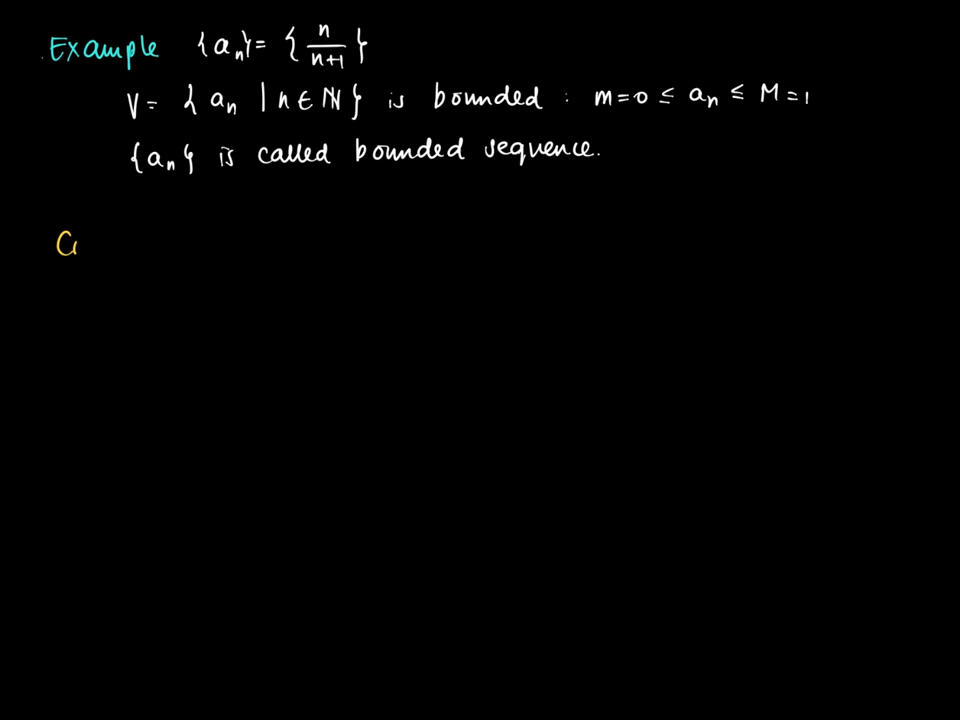 Example {aₙ} = { n/(n+1) }
V = { aₙ | n ∈ ℕ } is bounded : m = 0 ≤ aₙ ≤ M = 1
{aₙ} is called bounded sequence.